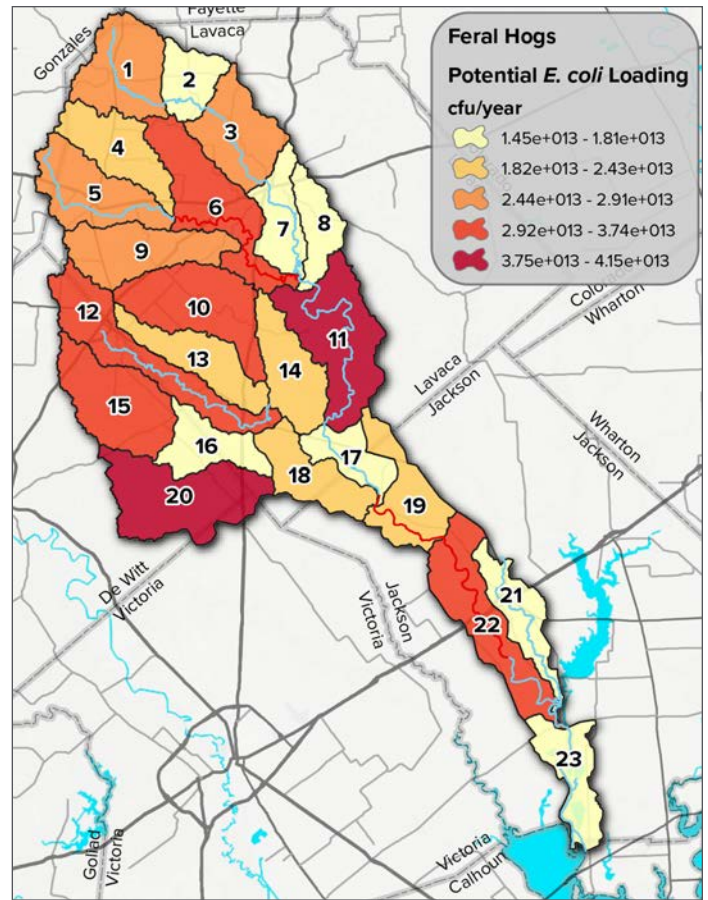 Fayette
Lavaca
Gonzales
Feral Hogs
Potential E. coli Loading
cfu/year
1.45e+013 - 1.81e+013
1.82e+013 - 2.43e+013
2.44e+013 - 2.91e+013
2.92e+013 - 3.74e+013
3.75e+013 - 4.15e+013
1
2
3
4
5
6
7
8
9
10
11
12
13
14
15
16
17
18
19
20
21
22
23
Colorado
Wharton
Lavaca
Jackson
Wharton
Jackson
De Witt
Victoria
Jackson
Victoria
Goliad
Victoria
Victoria
Calhoun